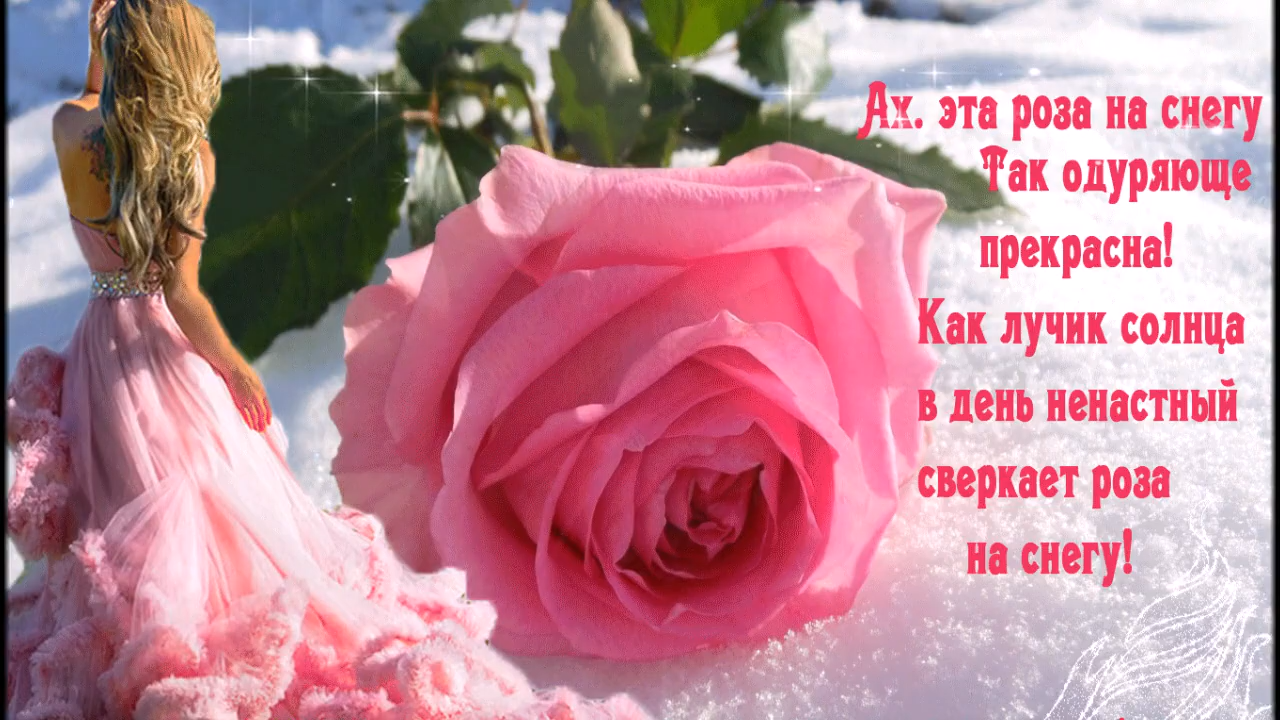 Ах. эта роза на снегу
Так одуряюще
прекрасна!
Как лучик солнца
в день ненастный
сверкает роза
на снегу!